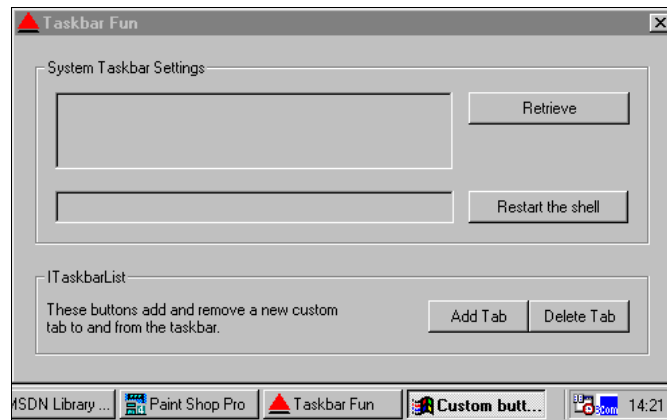 Taskbar Fun
System Taskbar Settings
Retrieve
Restart the shell
ITaskbarList
These buttons add and remove a new custom
tab to and from the taskbar.
Add Tab
Delete Tab
MSDN Library ...
Paint Shop Pro
Taskbar Fun
Custom butt...
3Com
14:21